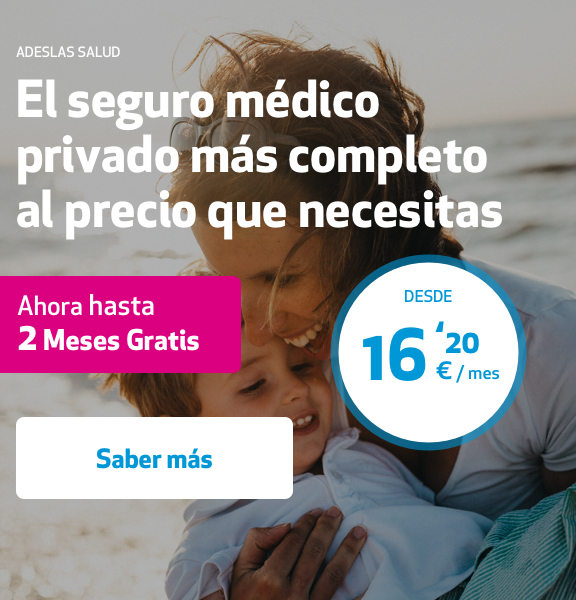 ADESLAS SALUD
El seguro médico
privado más completo
al precio que necesitas
Ahora hasta
2 Meses Gratis
DESDE
16‘20
€ / mes
Saber más